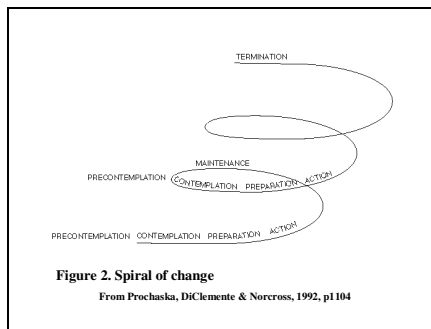 TERMINATION
MAINTENANCE
PRECONTEMPLATION CONTEMPLATION PREPARATION ACTION
PRECONTEMPLATION CONTEMPLATION PREPARATION ACTION
Figure 2. Spiral of change
From Prochaska, DiClemente & Norcross, 1992, p1104